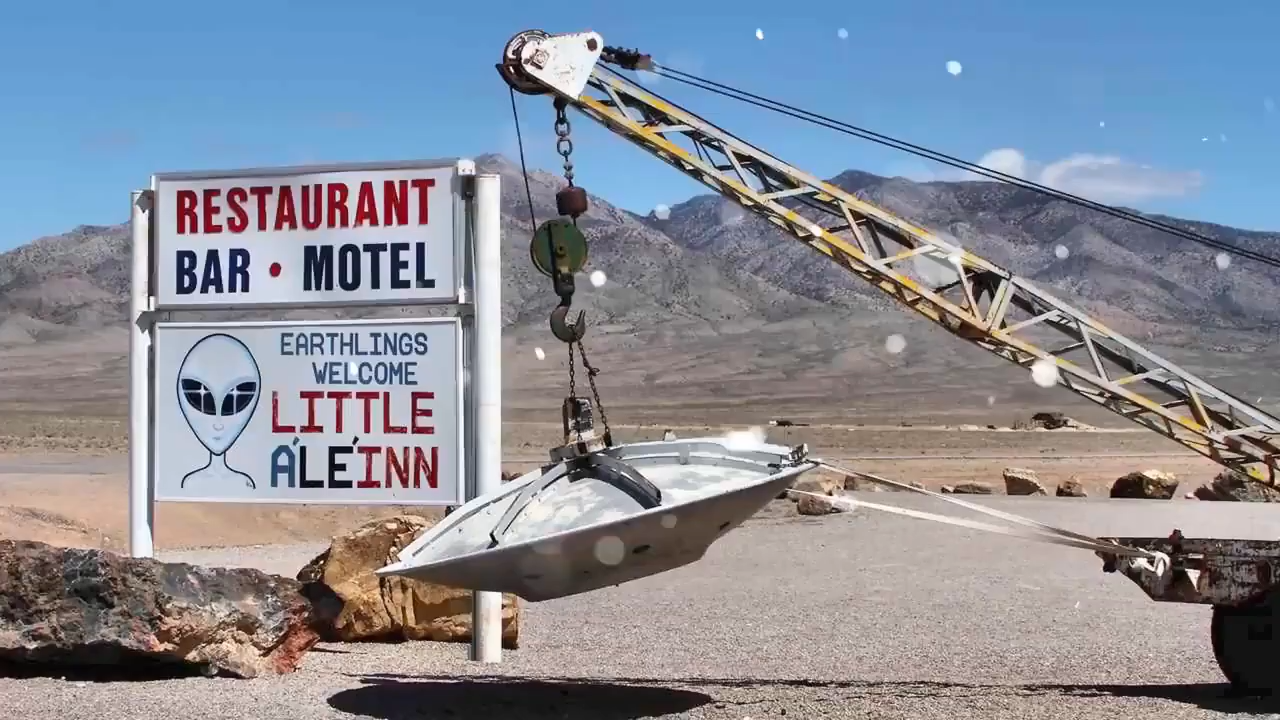 RESTAURANT
BAR • MOTEL
EARTHLINGS
WELCOME
LITTLE
A'LE'INN